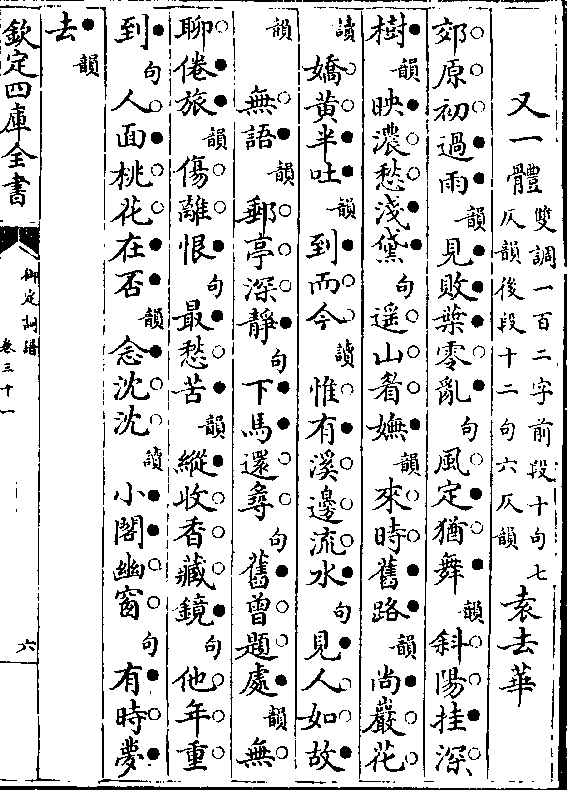 又一體 雙調一百二字前段十句七仄韻後段十二句六仄韻 袁去華
郊原初過雨韻見敗葉零亂句風定猶舞韻斜陽挂深
樹韻映濃愁淺黛句遥山眉嫵韻來時舊路韻尚巖花
讀嬌黃半吐韻到而今讀惟有溪邊流水句見人如故
韻 無語韻郵亭深靜句下馬還尋句舊曾題處韻無
聊倦旅韻傷離恨句最愁苦韻縱收香藏鏡句他年重
到句人面桃花在否韻念沈沈讀小閣幽窗句有時夢
去韻
欽定四庫全書
御定詞譜
卷三十一
六